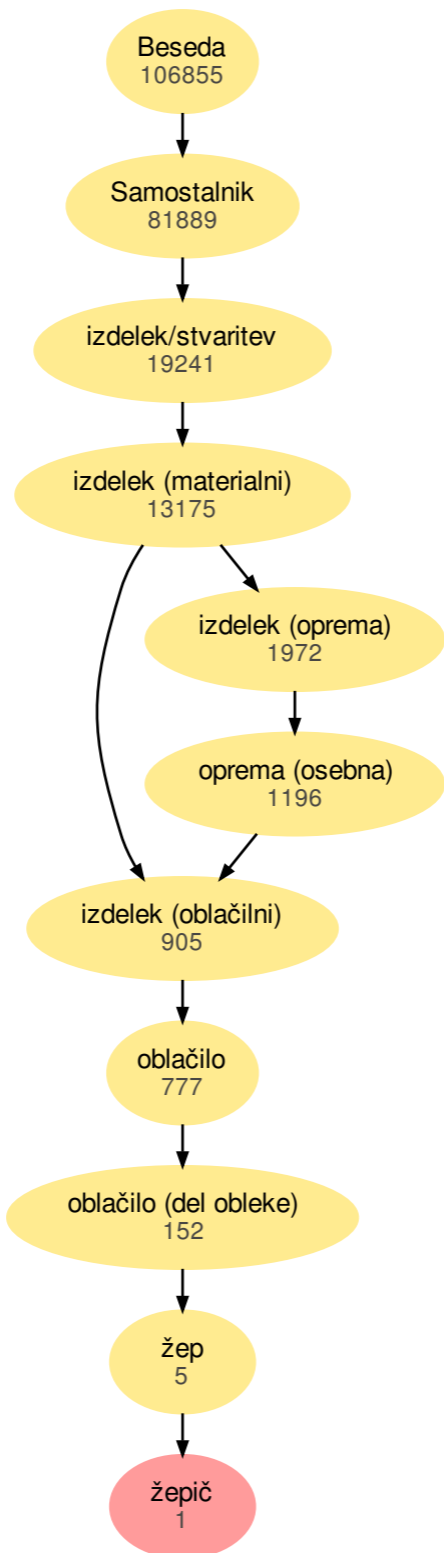 Beseda
106855
Samostalnik
81889
izdelek/stvaritev
19241
izdelek (materialni)
13175
izdelek (oprema)
1972
oprema (osebna)
1196
izdelek (oblačilni)
905
oblačilo
777
oblačilo (del obleke)
152
žep
5
žepič
1